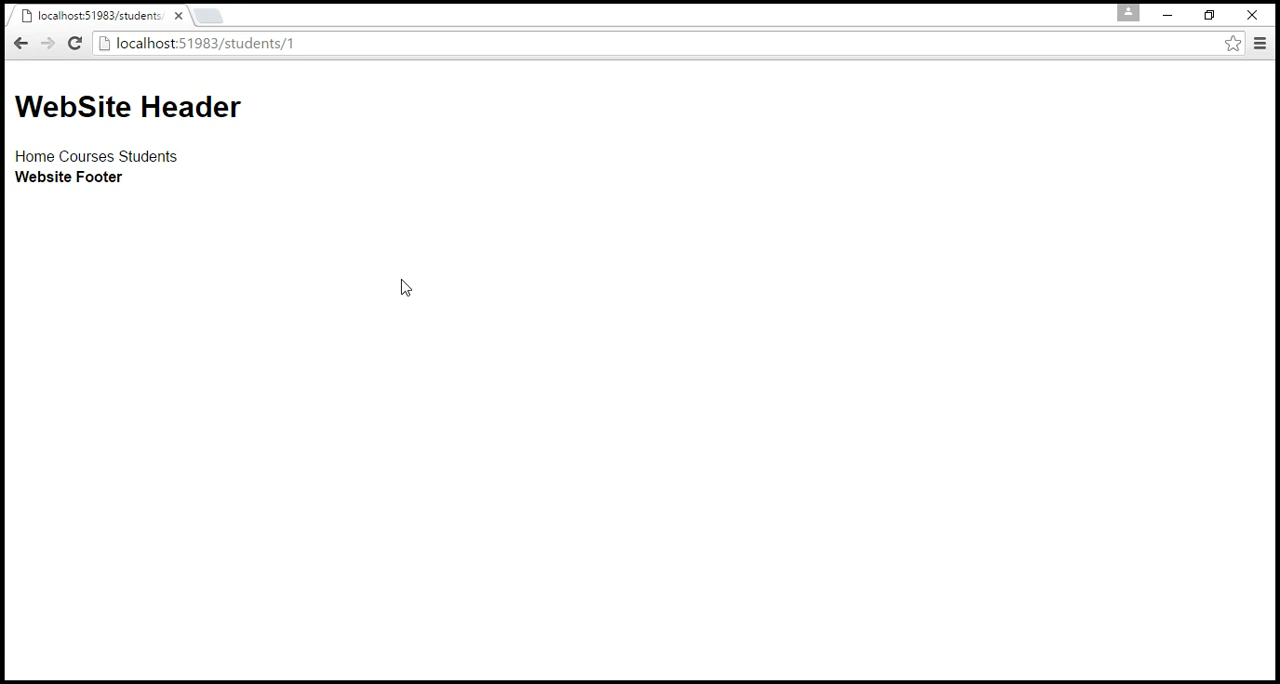 localhost:51983/students/
localhost:51983/students/1
WebSite Header
Home Courses Students
Website Footer